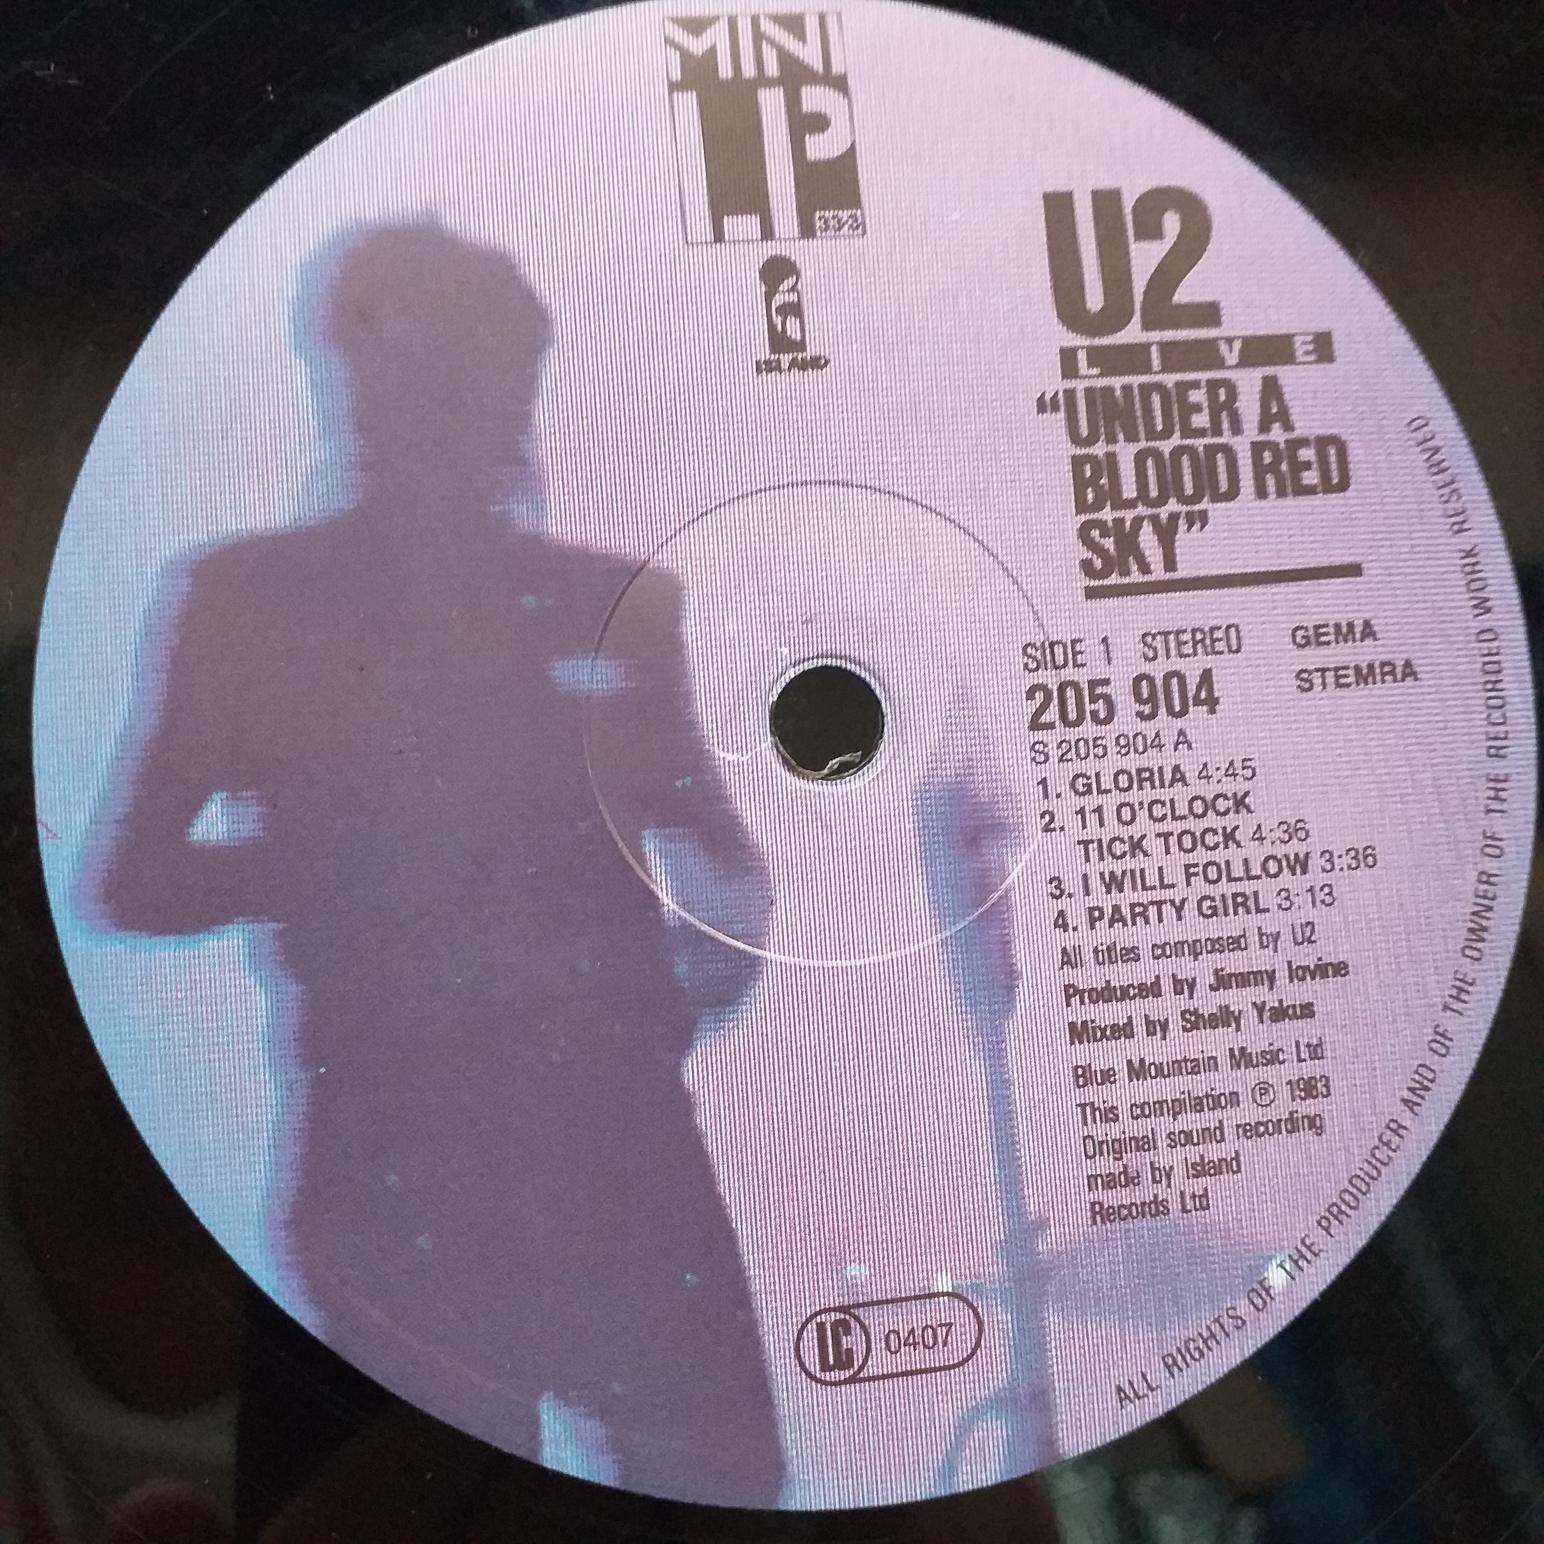 MINI
LP
ISLAND
U2
LIVE
“UNDER A
BLOOD RED
SKY”
SIDE 1 STEREO GEMA
STEMRA
205 904
S 205 904 A
1. GLORIA 4:45
2. 11 O'CLOCK
TICK TOCK 4:36
3. I WILL FOLLOW 3:36
4. PARTY GIRL 3:13
All titles composed by U2
Produced by Jimmy Iovine
Mixed by Shelly Yakus
Blue Mountain Music Ltd
This compilation ℗ 1983
Original sound recording
made by Island
Records Ltd
LC 0407
ALL RIGHTS OF THE PRODUCER AND OF THE OWNER OF THE RECORDED WORK RESERVED